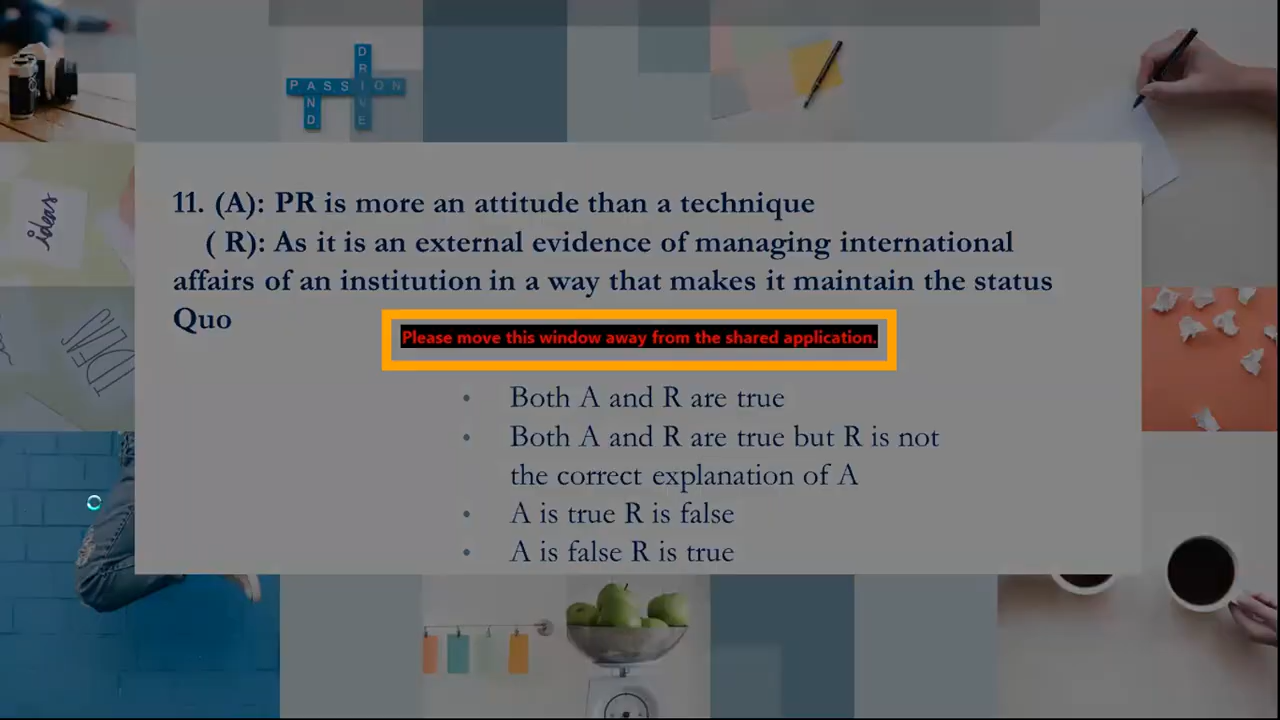 DRIVE
PASSION
AND
ideas
IDEAS
11. (A): PR is more an attitude than a technique
( R): As it is an external evidence of managing international
affairs of an institution in a way that makes it maintain the status
Quo
Please move this window away from the shared application.
• Both A and R are true
• Both A and R are true but R is not
the correct explanation of A
• A is true R is false
• A is false R is true